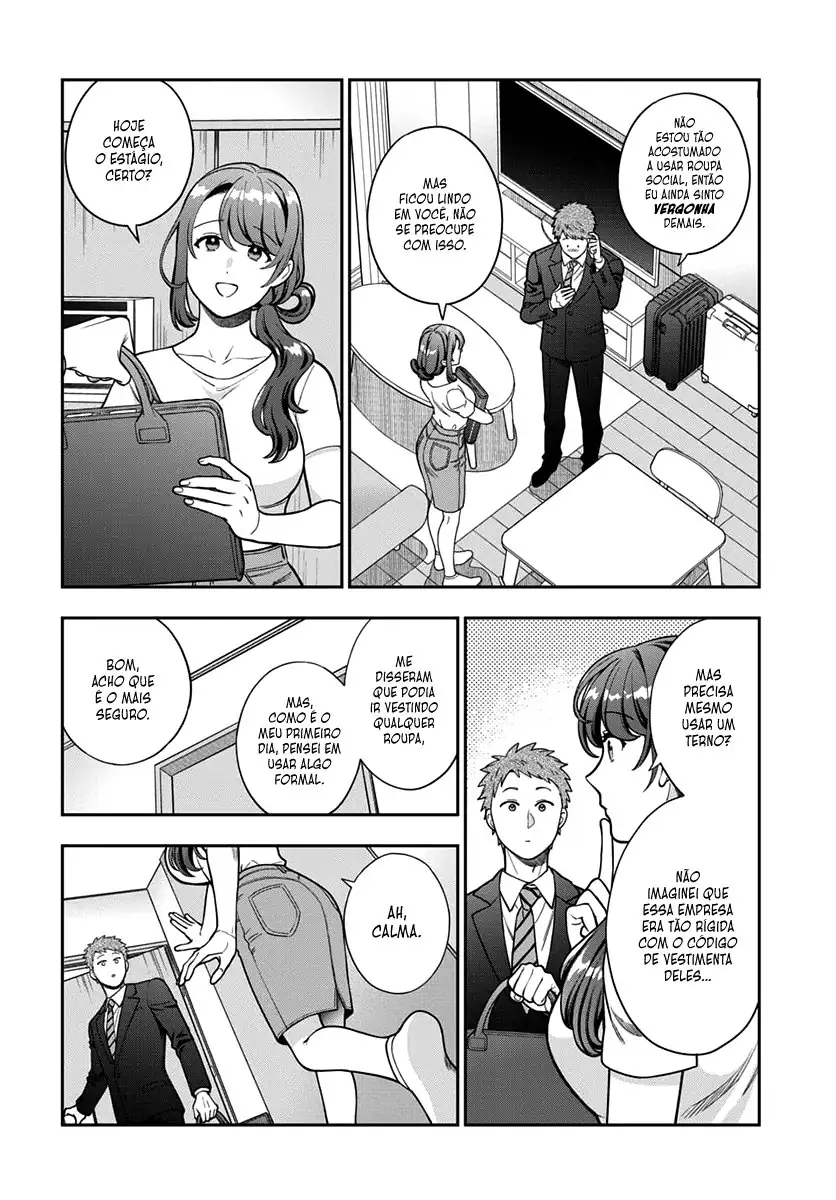 NÃO
ESTOU TÃO
ACOSTUMADO
A USAR ROUPA
SOCIAL, ENTÃO
EU AINDA SINTO
VERGONHA
DEMAIS.
MAS
FICOU LINDO
EM VOCÊ, NÃO
SE PREOCUPE
COM ISSO.
HOJE
COMEÇA
O ESTÁGIO,
CERTO?
MAS
PRECISA
MESMO
USAR UM
TERNO?
NÃO
IMAGINEI QUE
ESSA EMPRESA
ERA TÃO RÍGIDA
COM O CÓDIGO
DE VESTIMENTA
DELES...
ME
DISSERAM
QUE PODIA
IR VESTINDO
QUALQUER
ROUPA,
MAS,
COMO É O
MEU PRIMEIRO
DIA, PENSEI EM
USAR ALGO
FORMAL.
BOM,
ACHO QUE
É O MAIS
SEGURO.
AH,
CALMA.